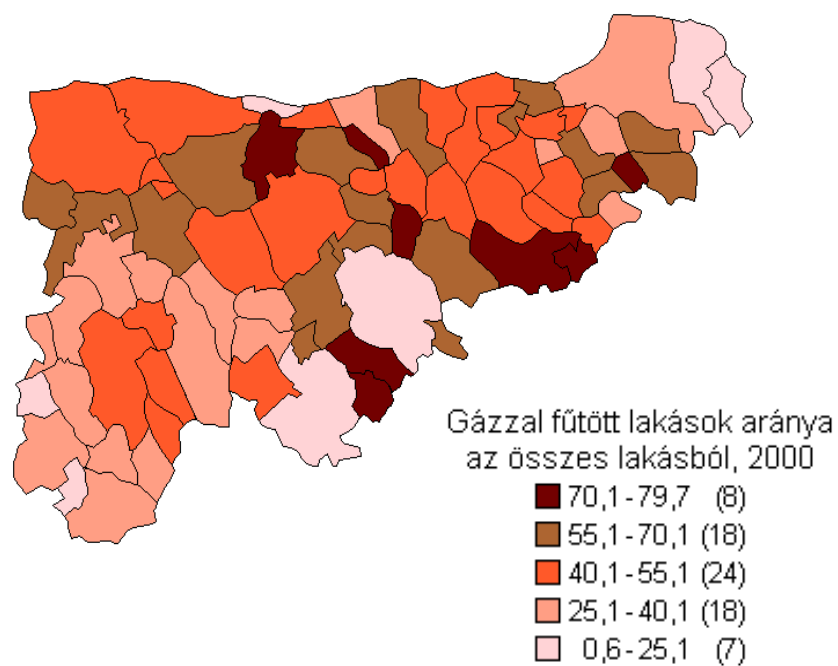 Gázzal fűtött lakások aránya
az összes lakásból, 2000
70,1-79,7 (8)
55,1-70,1 (18)
40,1-55,1 (24)
25,1-40,1 (18)
0,6-25,1 (7)